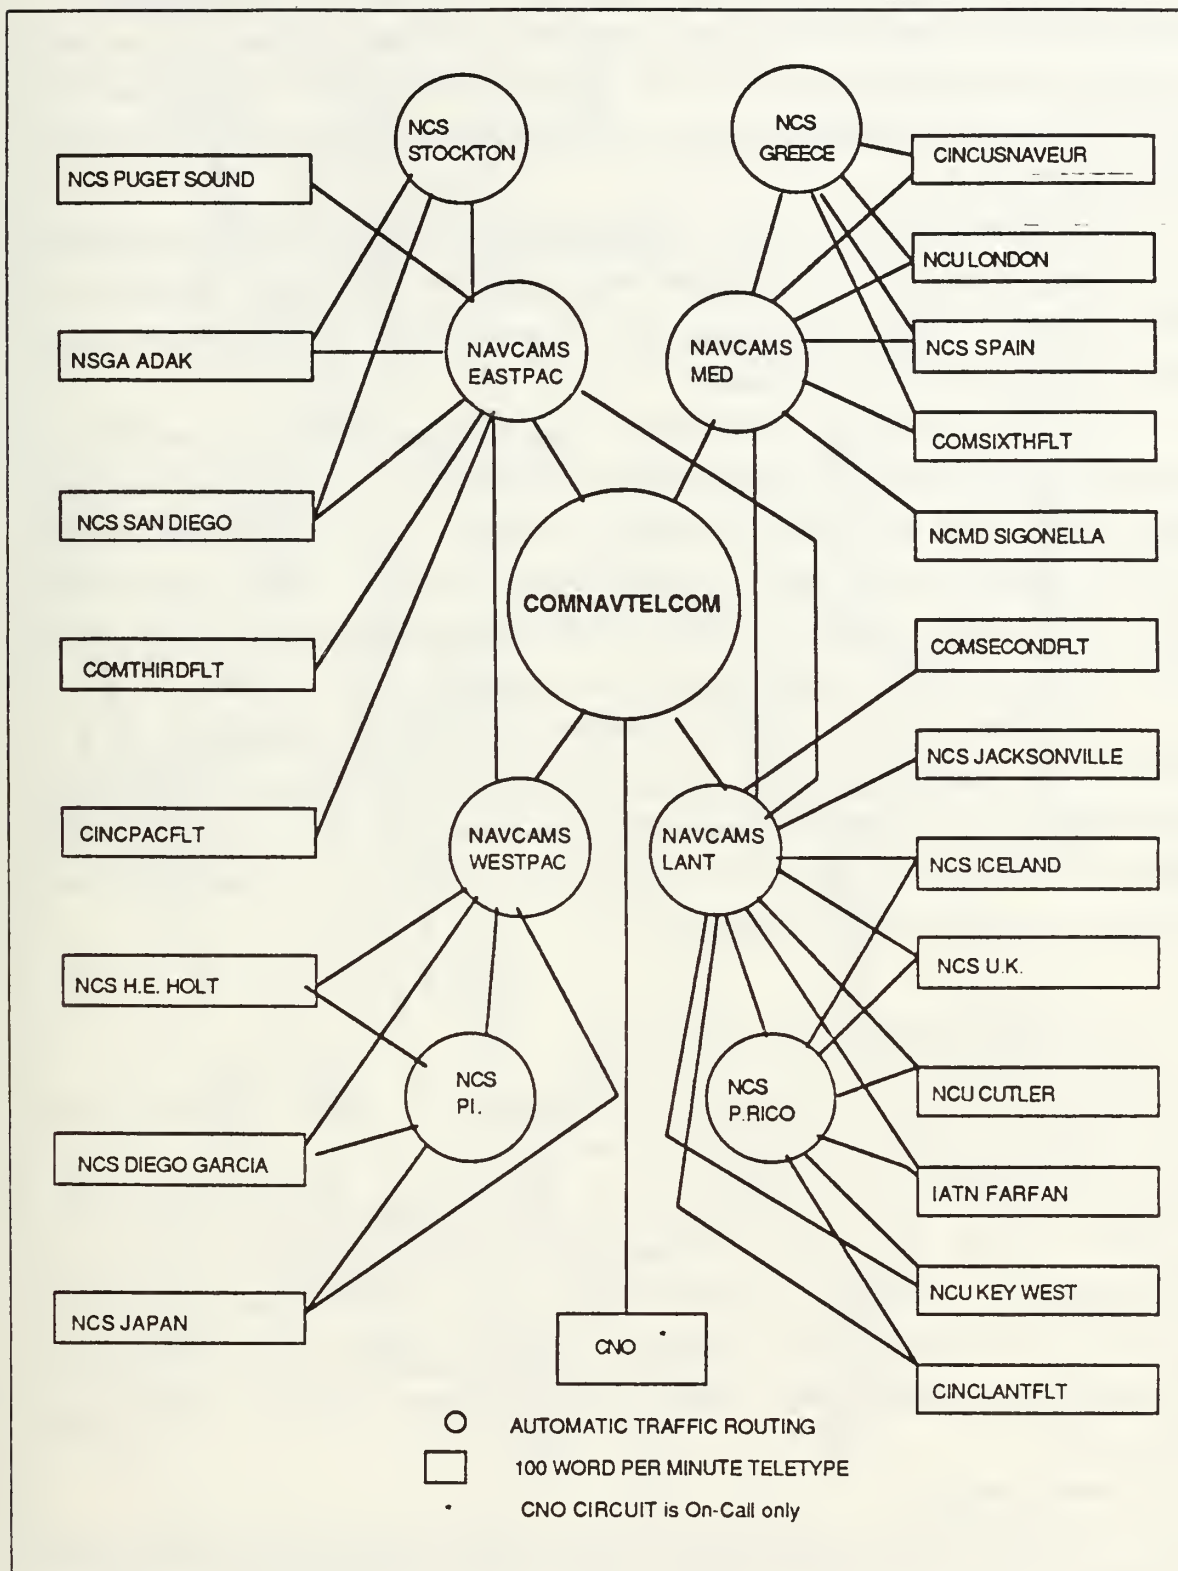 NCS
STOCKTON
NCS
GREECE
NCS PUGET SOUND
CINCUSNAVEUR
NCU LONDON
NSGA ADAK
NAVCAMS
EASTPAC
NAVCAMS
MED
NCS SPAIN
COMSIXTHFLT
NCS SAN DIEGO
NCMD SIGONELLA
COMNAVTELCOM
COMTHIRDFLT
COMSECONDFLT
NCS JACKSONVILLE
CINCPACFLT
NAVCAMS
WESTPAC
NAVCAMS
LANT
NCS ICELAND
NCS H.E. HOLT
NCS U.K.
NCS
PI.
NCS
P.RICO
NCU CUTLER
NCS DIEGO GARCIA
IATN FARFAN
NCS JAPAN
NCU KEY WEST
CNO
CINCLANTFLT
AUTOMATIC TRAFFIC ROUTING
100 WORD PER MINUTE TELETYPE
CNO CIRCUIT is On-Call only